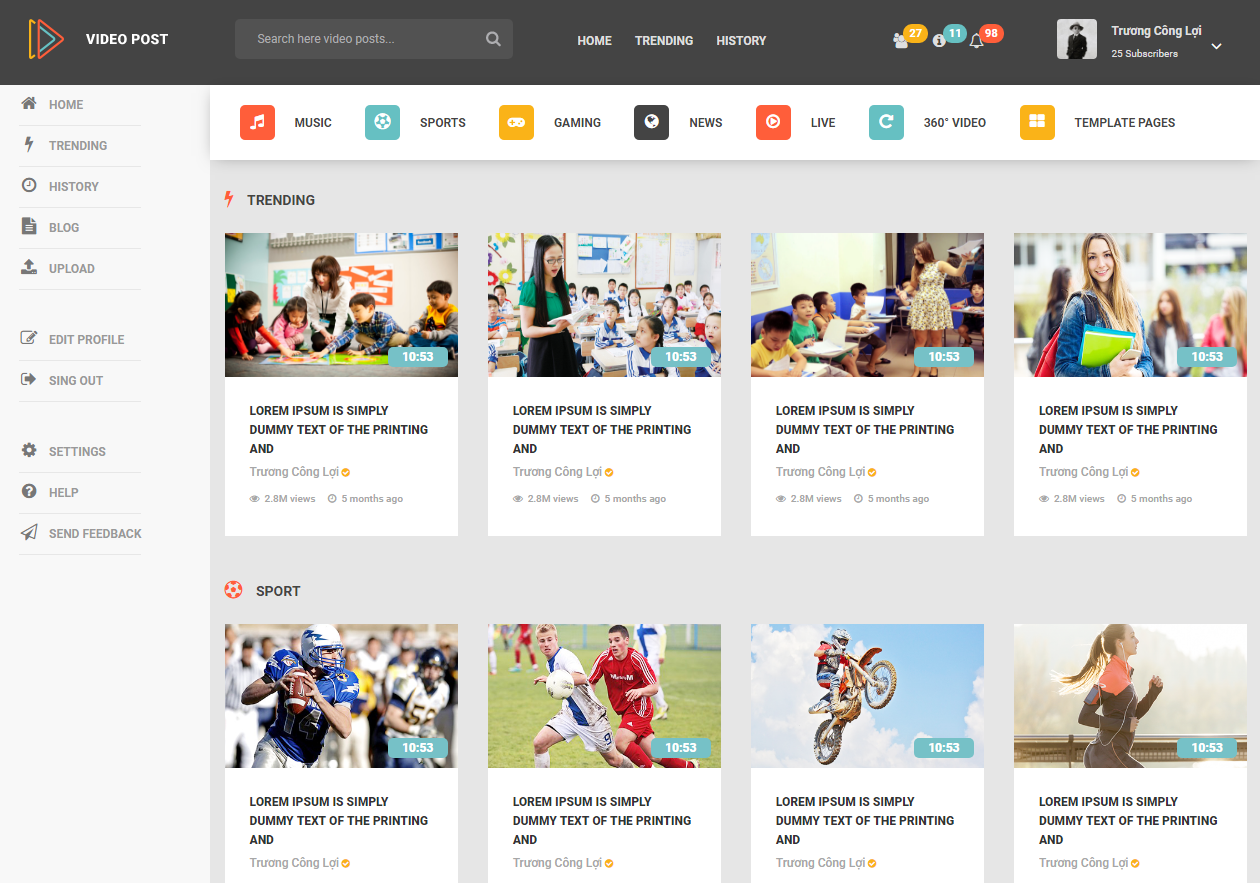 VIDEO POST
Search here video posts...
HOME TRENDING HISTORY
27 11 98
Trương Công Lợi
25 Subscribers
HOME
TRENDING
HISTORY
BLOG
UPLOAD
EDIT PROFILE
SING OUT
SETTINGS
HELP
SEND FEEDBACK
MUSIC SPORTS GAMING NEWS LIVE 360° VIDEO TEMPLATE PAGES
TRENDING
10:53 10:53 10:53 10:53
LOREM IPSUM IS SIMPLY
DUMMY TEXT OF THE PRINTING
AND
Trương Công Lợi
2.8M views 5 months ago
LOREM IPSUM IS SIMPLY
DUMMY TEXT OF THE PRINTING
AND
Trương Công Lợi
2.8M views 5 months ago
LOREM IPSUM IS SIMPLY
DUMMY TEXT OF THE PRINTING
AND
Trương Công Lợi
2.8M views 5 months ago
LOREM IPSUM IS SIMPLY
DUMMY TEXT OF THE PRINTING
AND
Trương Công Lợi
2.8M views 5 months ago
SPORT
14
9
10:53 10:53 10:53 10:53
LOREM IPSUM IS SIMPLY
DUMMY TEXT OF THE PRINTING
AND
Trương Công Lợi
LOREM IPSUM IS SIMPLY
DUMMY TEXT OF THE PRINTING
AND
Trương Công Lợi
LOREM IPSUM IS SIMPLY
DUMMY TEXT OF THE PRINTING
AND
Trương Công Lợi
LOREM IPSUM IS SIMPLY
DUMMY TEXT OF THE PRINTING
AND
Trương Công Lợi